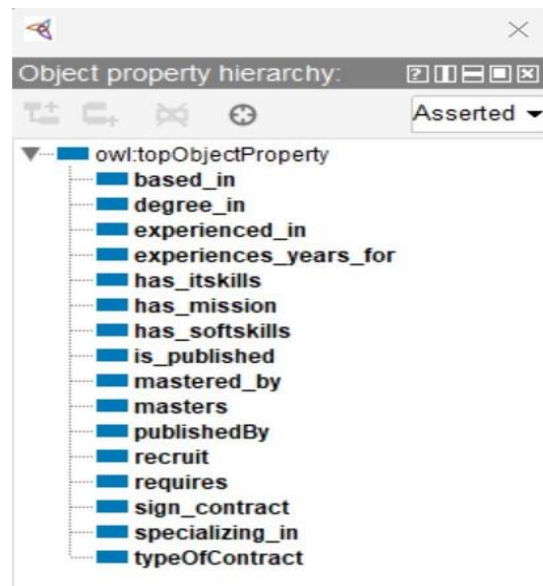 Object property hierarchy:
Asserted
owl:topObjectProperty
based_in
degree_in
experienced_in
experiences_years_for
has_itskills
has_mission
has_softskills
is_published
mastered_by
masters
publishedBy
recruit
requires
sign_contract
specializing_in
typeOfContract